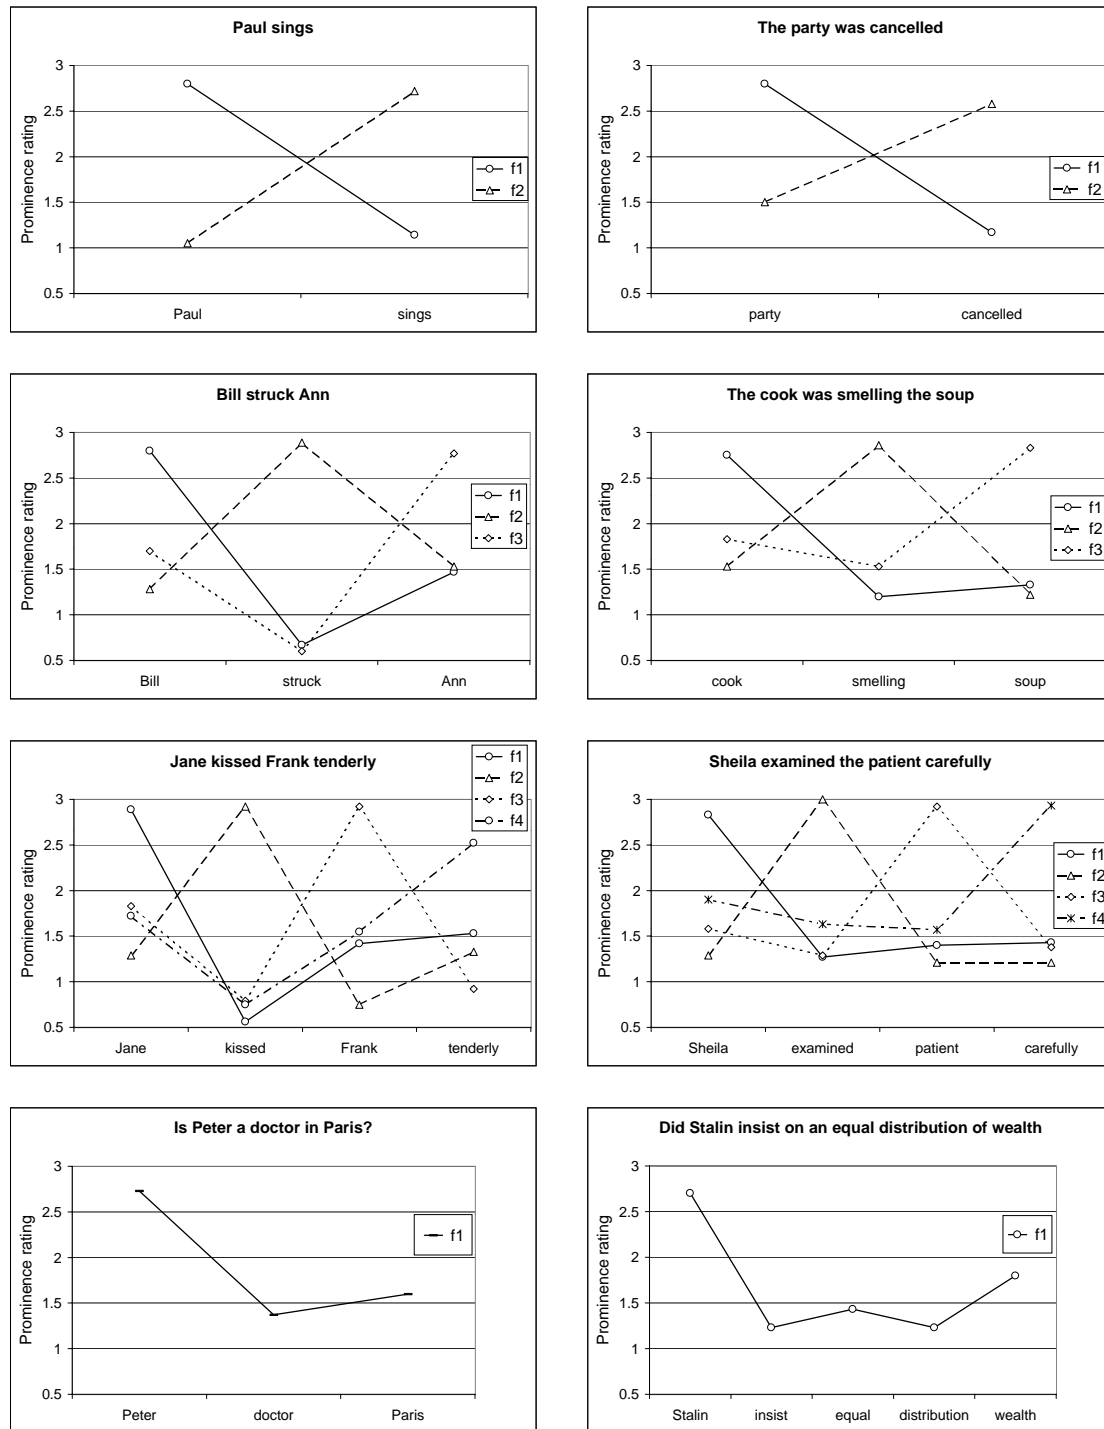 Paul sings
Prominence rating
3
2.5
2
1.5
1
0.5
Paul sings
f1
f2
The party was cancelled
Prominence rating
3
2.5
2
1.5
1
0.5
party cancelled
f1
f2
Bill struck Ann
Prominence rating
3
2.5
2
1.5
1
0.5
Bill struck Ann
f1
f2
f3
The cook was smelling the soup
Prominence rating
3
2.5
2
1.5
1
0.5
cook smelling soup
f1
f2
f3
Jane kissed Frank tenderly
Prominence rating
3
2.5
2
1.5
1
0.5
Jane kissed Frank tenderly
f1
f2
f3
f4
Sheila examined the patient carefully
Prominence rating
3
2.5
2
1.5
1
0.5
Sheila examined patient carefully
f1
f2
f3
f4
Is Peter a doctor in Paris?
Prominence rating
3
2.5
2
1.5
1
0.5
Peter doctor Paris
f1
Did Stalin insist on an equal distribution of wealth
Prominence rating
3
2.5
2
1.5
1
0.5
Stalin insist equal distribution wealth
f1